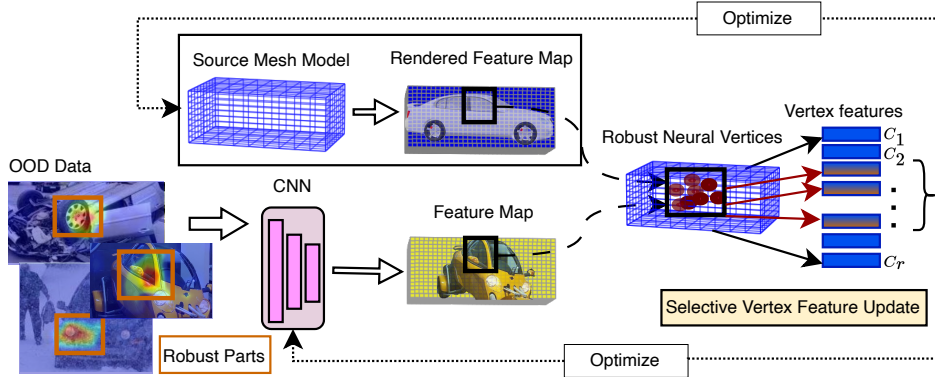 Optimize
Source Mesh Model
Rendered Feature Map
Vertex features
Robust Neural Vertices
C1
C2
OOD Data
CNN
Feature Map
Cr
Selective Vertex Feature Update
Robust Parts
Optimize